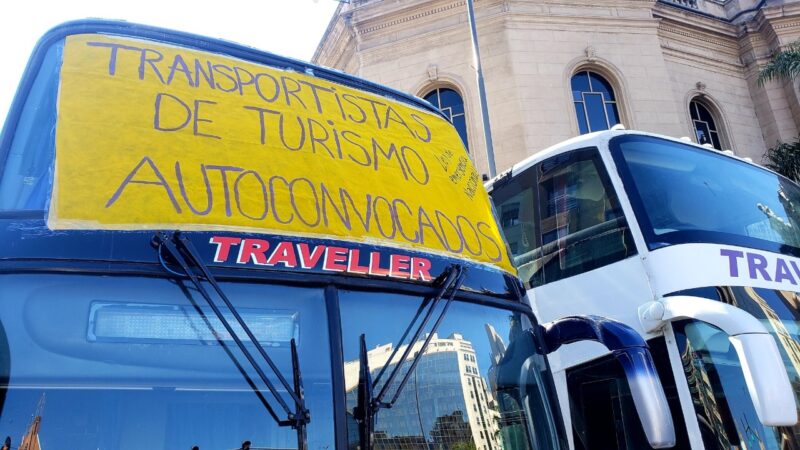 TRANSPORTISTAS
DE TURISMO
AUTOCONVOCADOS
TRAVELLER
TRAV